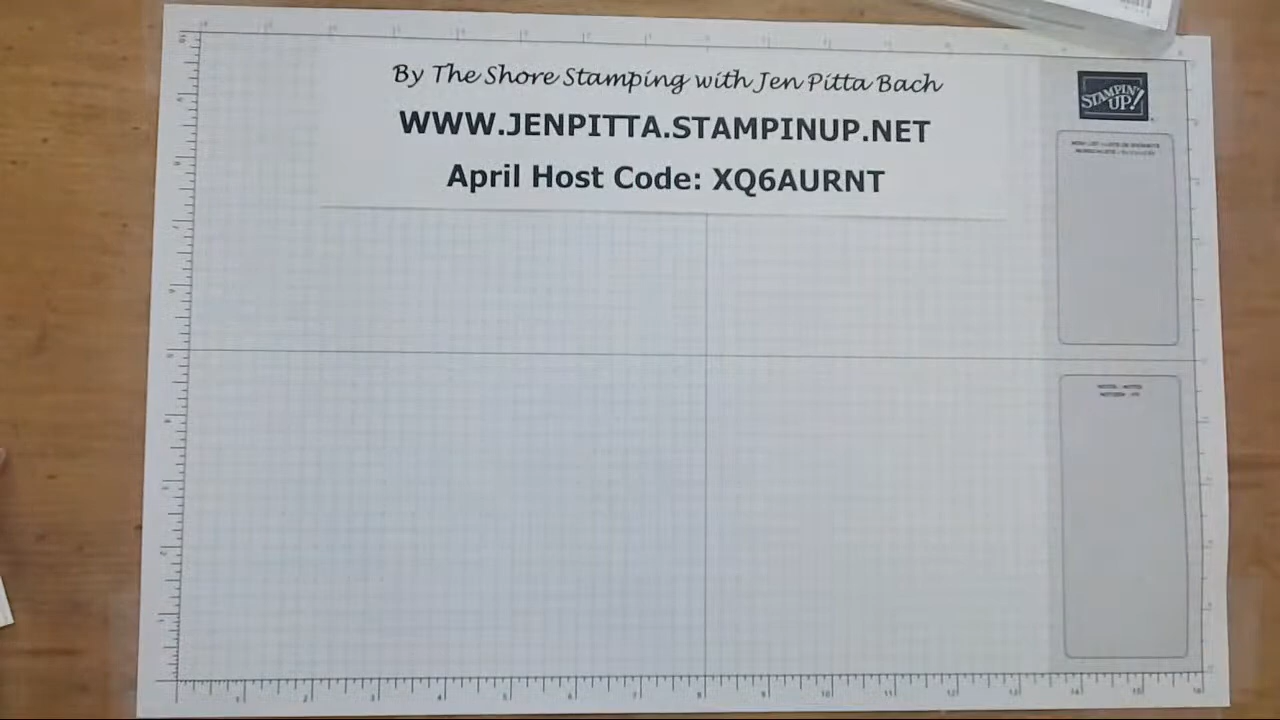 By The Shore Stamping with Jen Pitta Bach
WWW.JENPITTA.STAMPINUP.NET
April Host Code: XQ6AURNT
STAMPIN' UP!